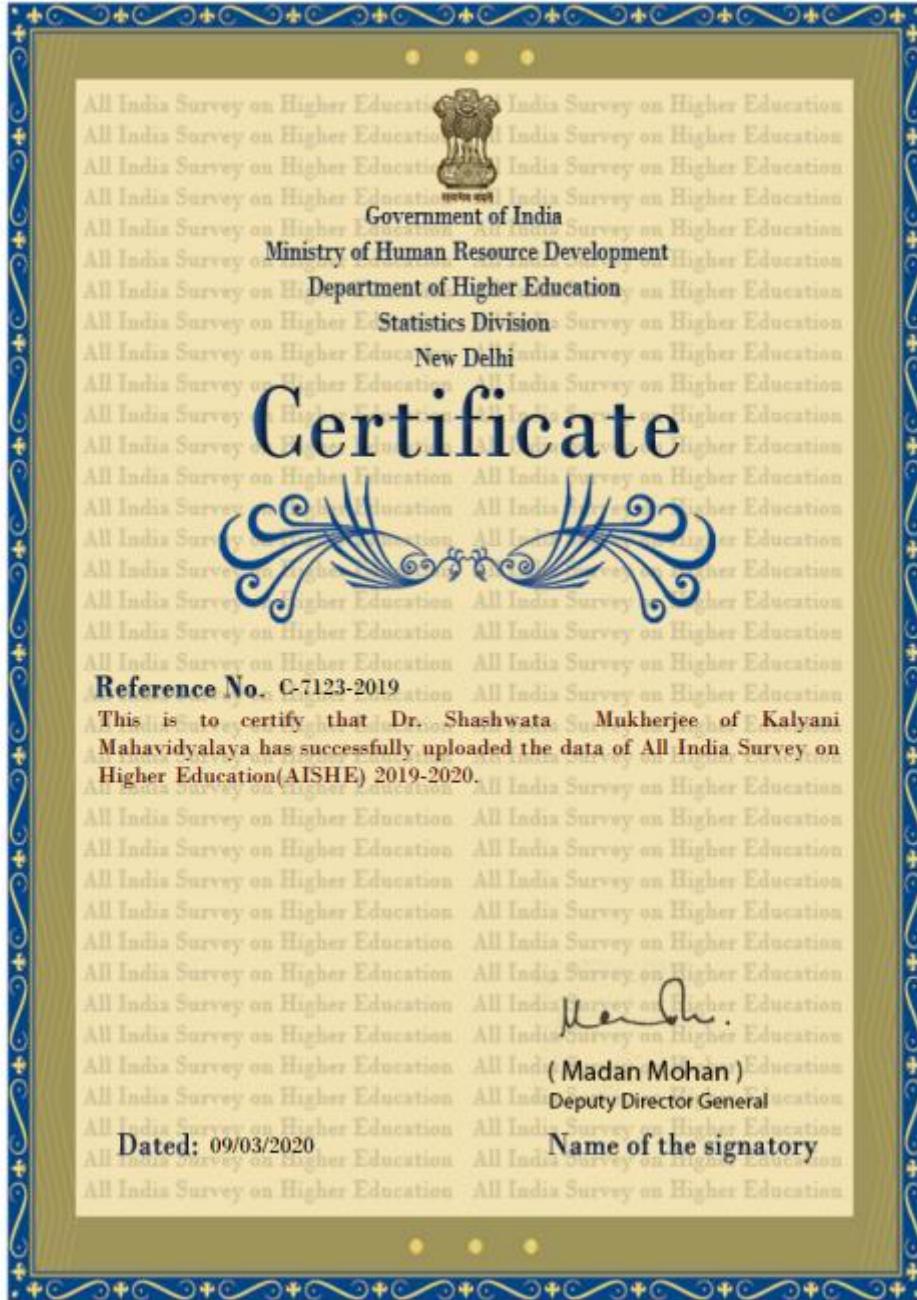 Government of India
Ministry of Human Resource Development
Department of Higher Education
Statistics Division
New Delhi
Certificate
Reference No. C-7123-2019
This is to certify that Dr. Shashwata Mukherjee of Kalyani
Mahavidyalaya has successfully uploaded the data of All India Survey on
Higher Education(AISHE) 2019-2020.
( Madan Mohan )
Deputy Director General
Dated: 09/03/2020
Name of the signatory